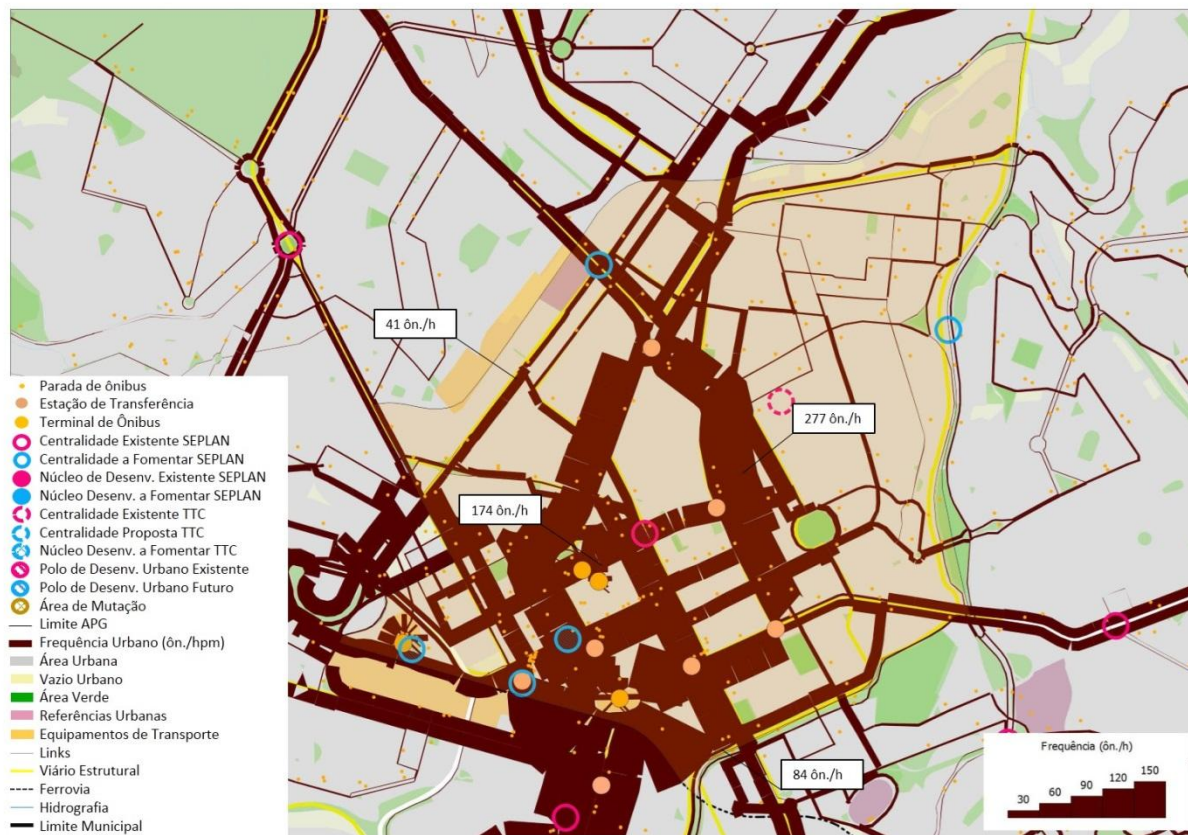 41 ôn./h
277 ôn./h
174 ôn./h
84 ôn./h
Parada de ônibus
Estação de Transferência
Terminal de Ônibus
Centralidade Existente SEPLAN
Centralidade a Fomentar SEPLAN
Núcleo de Desenv. Existente SEPLAN
Núcleo Desenv. a Fomentar SEPLAN
Centralidade Existente TTC
Centralidade Proposta TTC
Núcleo Desenv. a Fomentar TTC
Polo de Desenv. Urbano Existente
Polo de Desenv. Urbano Futuro
Área de Mutação
Limite APG
Frequência Urbano (ôn./hpm)
Área Urbana
Vazio Urbano
Área Verde
Referências Urbanas
Equipamentos de Transporte
Links
Viário Estrutural
Ferrovia
Hidrografia
Limite Municipal
Frequência (ôn./h)
30 60 90 120 150